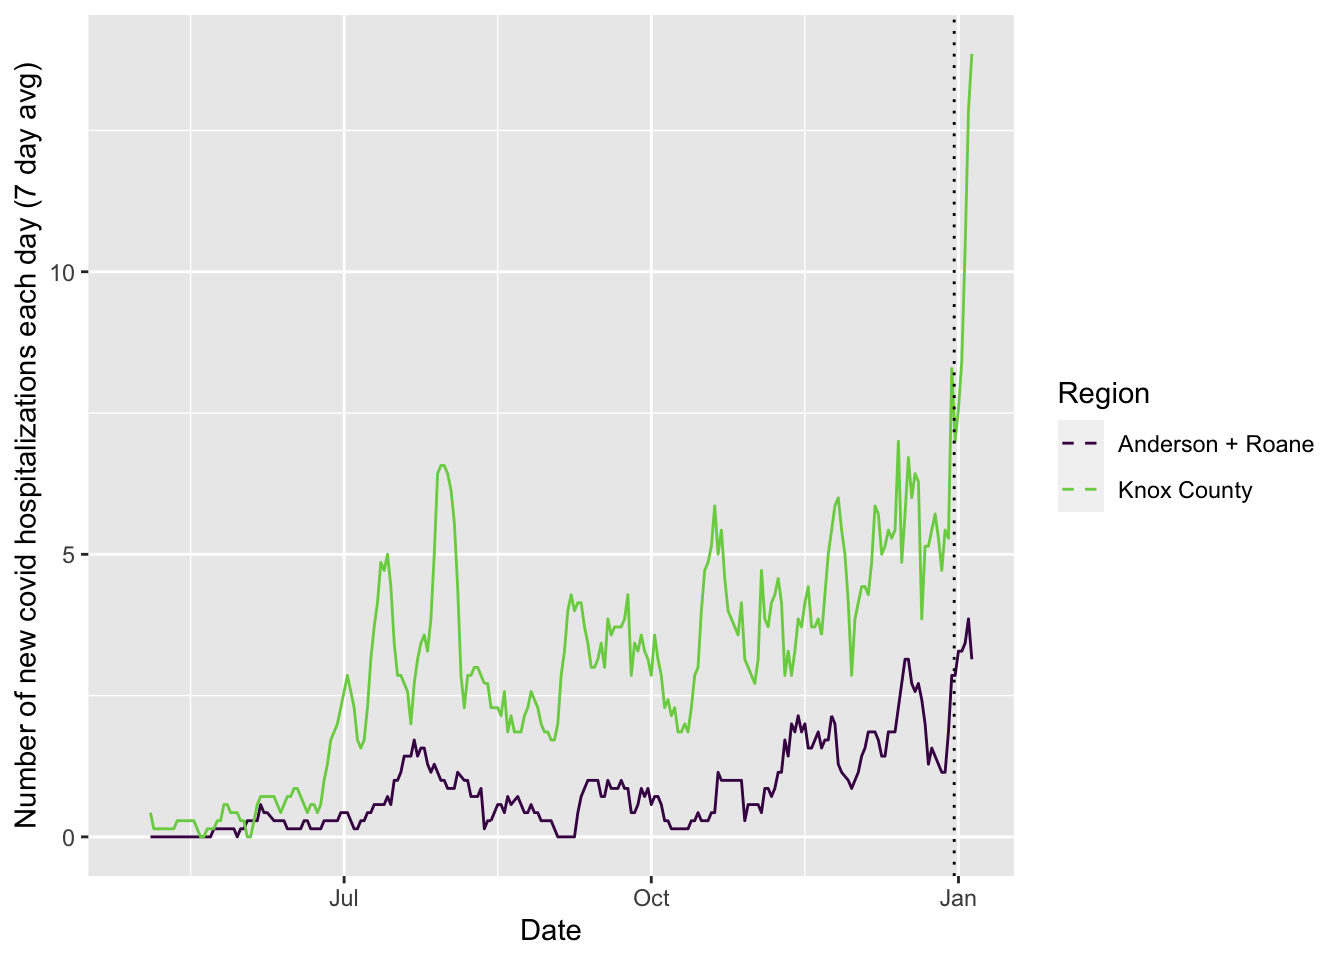 Number of new covid hospitalizations each day (7 day avg)
10
5
0
Jul
Oct
Jan
Date
Region
Anderson + Roane
Knox County